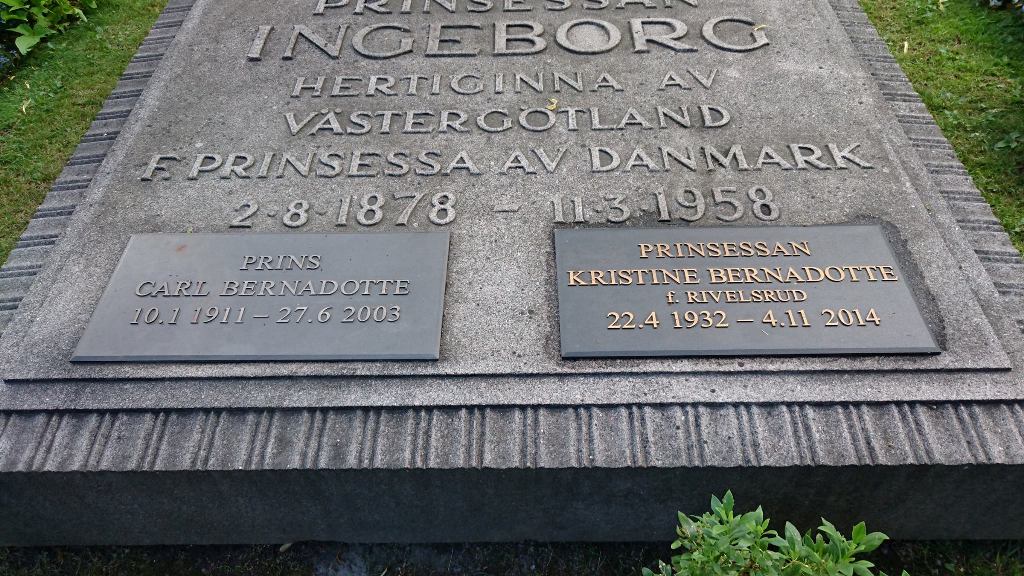 PRINSESSAN
INGEBORG
HERTIGINNA AV
VÄSTERGÖTLAND
F. PRINSESSA AV DANMARK
2·8·1878 - 11·3·1958
PRINS
CARL BERNADOTTE
10.1 1911 – 27.6 2003
PRINSESSAN
KRISTINE BERNADOTTE
f. RIVELSRUD
22.4 1932 – 4.11 2014